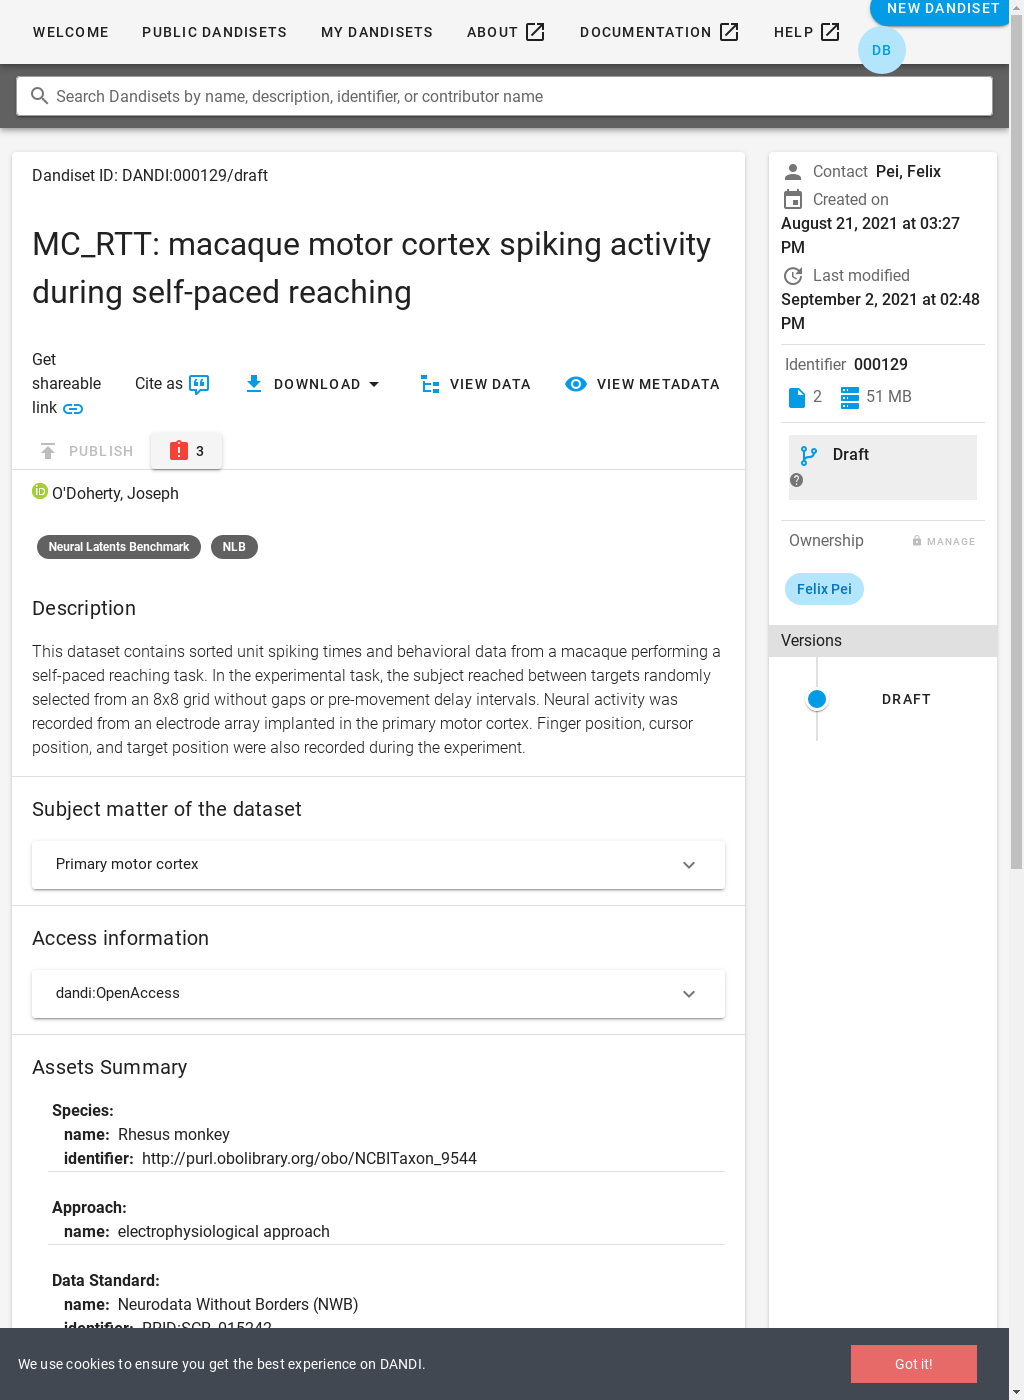 WELCOME
PUBLIC DANDISETS
MY DANDISETS
ABOUT
DOCUMENTATION
HELP
NEW DANDISET
DB
Search Dandisets by name, description, identifier, or contributor name
Dandiset ID: DANDI:000129/draft
MC_RTT: macaque motor cortex spiking activity
during self-paced reaching
Get
shareable
link
Cite as
DOWNLOAD
VIEW DATA
VIEW METADATA
PUBLISH
3
O'Doherty, Joseph
Neural Latents Benchmark
NLB
Description
This dataset contains sorted unit spiking times and behavioral data from a macaque performing a
self-paced reaching task. In the experimental task, the subject reached between targets randomly
selected from an 8x8 grid without gaps or pre-movement delay intervals. Neural activity was
recorded from an electrode array implanted in the primary motor cortex. Finger position, cursor
position, and target position were also recorded during the experiment.
Subject matter of the dataset
Primary motor cortex
Access information
dandi:OpenAccess
Assets Summary
Species:
name: Rhesus monkey
identifier: http://purl.obolibrary.org/obo/NCBITaxon_9544
Approach:
name: electrophysiological approach
Data Standard:
name: Neurodata Without Borders (NWB)
identifier: RRID:SCR_015242
Contact Pei, Felix
Created on
August 21, 2021 at 03:27
PM
Last modified
September 2, 2021 at 02:48
PM
Identifier 000129
2
51 MB
Draft
Ownership
MANAGE
Felix Pei
Versions
DRAFT
We use cookies to ensure you get the best experience on DANDI.
Got it!